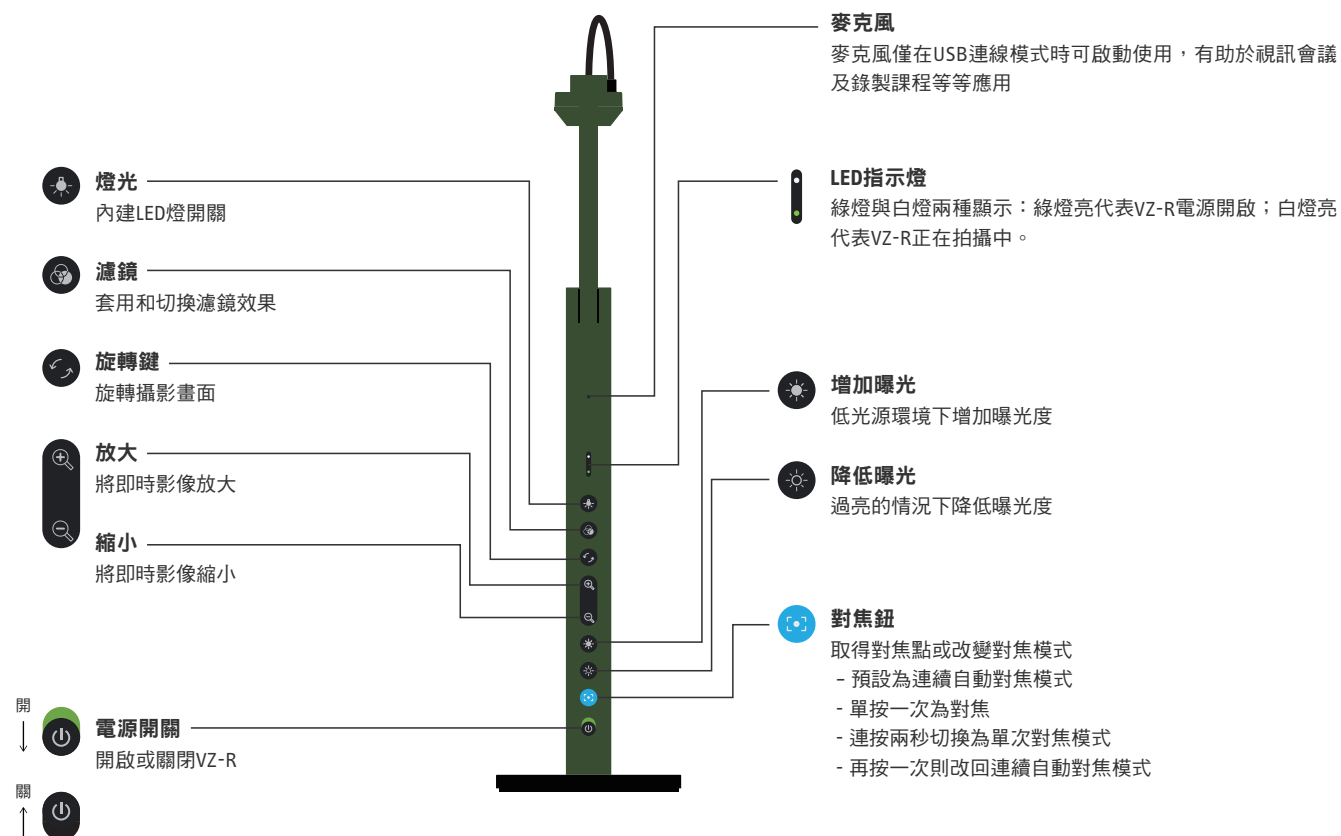 燈光
內建LED燈開關
濾鏡
套用和切換濾鏡效果
旋轉鍵
旋轉攝影畫面
放大
將即時影像放大
縮小
將即時影像縮小
開
電源開關
開啟或關閉VZ-R
關
麥克風
麥克風僅在USB連線模式時可啟動使用，有助於視訊會議
及錄製課程等等應用
LED指示燈
綠燈與白燈兩種顯示：綠燈亮代表VZ-R電源開啟；白燈亮
代表VZ-R正在拍攝中。
增加曝光
低光源環境下增加曝光度
降低曝光
過亮的情況下降低曝光度
對焦鈕
取得對焦點或改變對焦模式
– 預設為連續自動對焦模式
- 單按一次為對焦
- 連按兩秒切換為單次對焦模式
- 再按一次則改回連續自動對焦模式